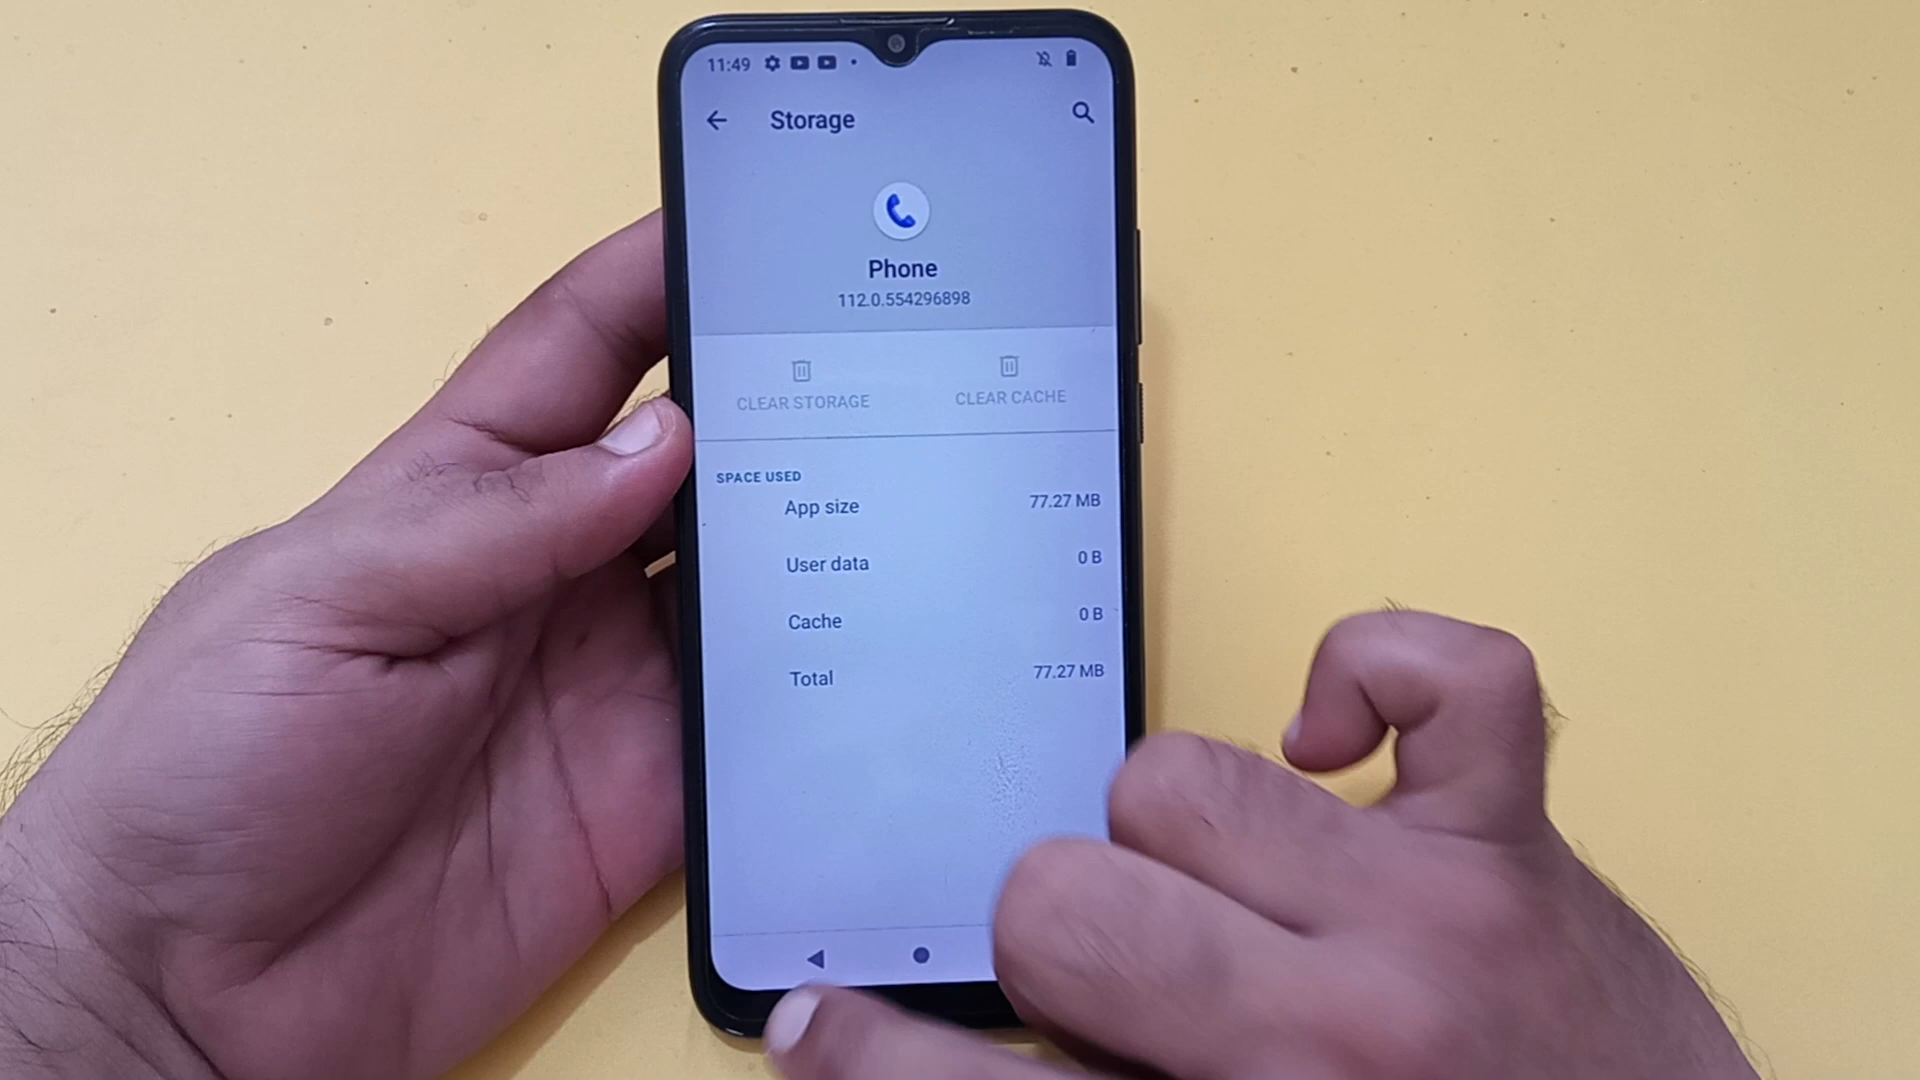 11:49
Storage
Phone
112.0.554296898
CLEAR STORAGE
CLEAR CACHE
SPACE USED
App size 77.27 MB
User data 0 B
Cache 0 B
Total 77.27 MB